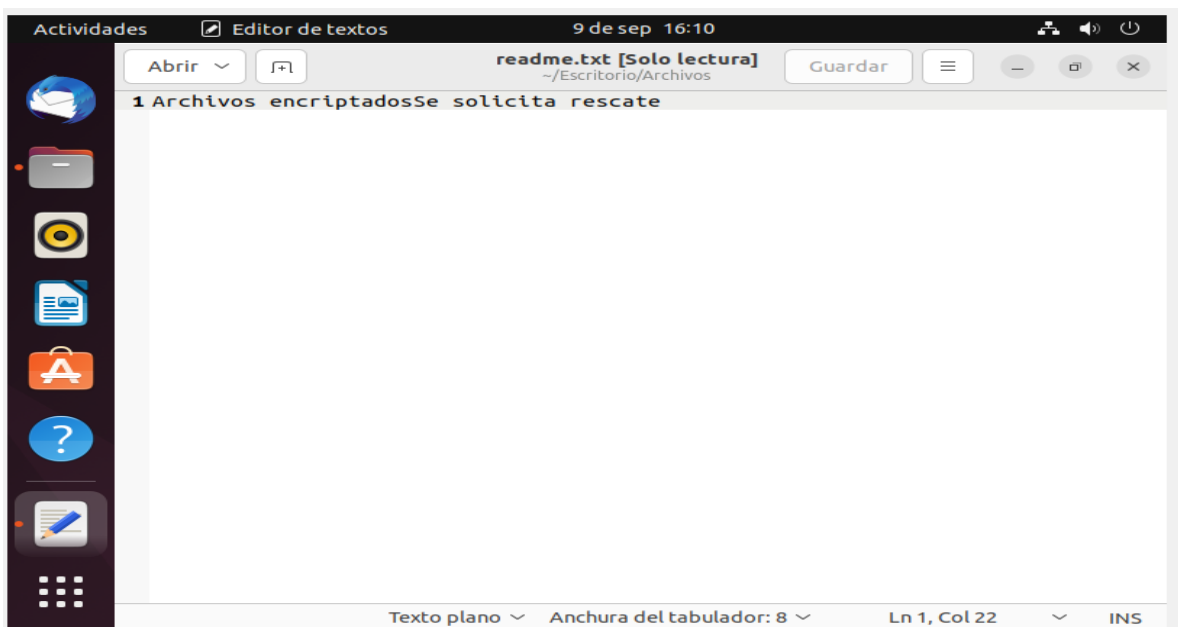 Actividades Editor de textos 9 de sep 16:10
Abrir readme.txt [Solo lectura] Guardar
~/Escritorio/Archivos
1 Archivos encriptadosSe solicita rescate
Texto plano Anchura del tabulador: 8 Ln 1, Col 22 INS